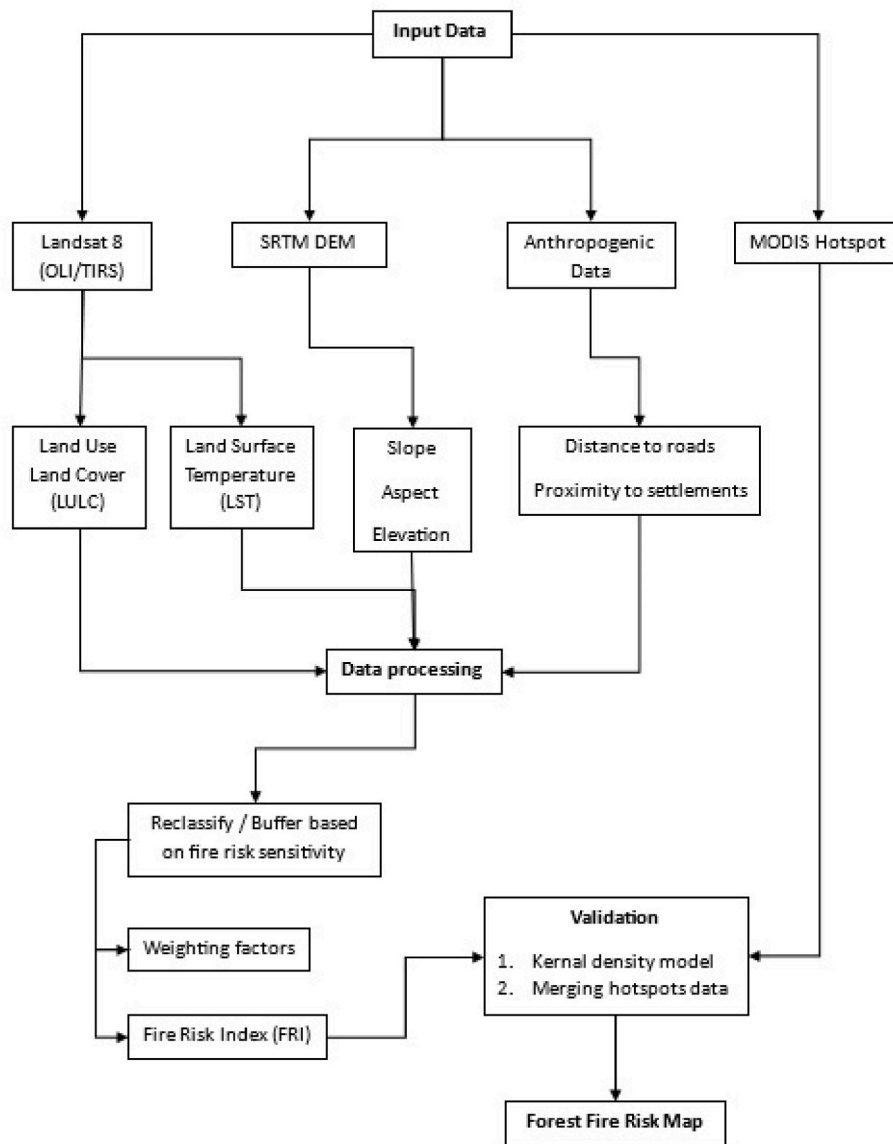 Input Data
Landsat 8
(OLI/TIRS)
SRTM DEM
Anthropogenic
Data
MODIS Hotspot
Land Use
Land Cover
(LULC)
Land Surface
Temperature
(LST)
Slope
Aspect
Elevation
Distance to roads
Proximity to settlements
Data processing
Reclassify / Buffer based
on fire risk sensitivity
Weighting factors
Fire Risk Index (FRI)
Validation
1. Kernal density model
2. Merging hotspots data
Forest Fire Risk Map